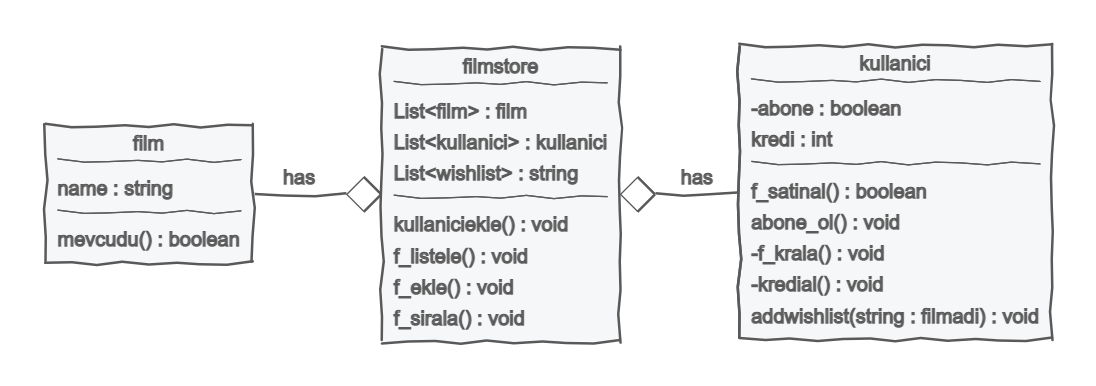 film
name : string
mevcudu() : boolean
has
filmstore
List<film> : film
List<kullanici> : kullanici
List<wishlist> : string
kullaniciekle() : void
f_listele() : void
f_ekle() : void
f_sirala() : void
has
kullanici
-abone : boolean
kredi : int
f_satinal() : boolean
abone_ol() : void
-f_krala() : void
-kredial() : void
addwishlist(string : filmadi) : void